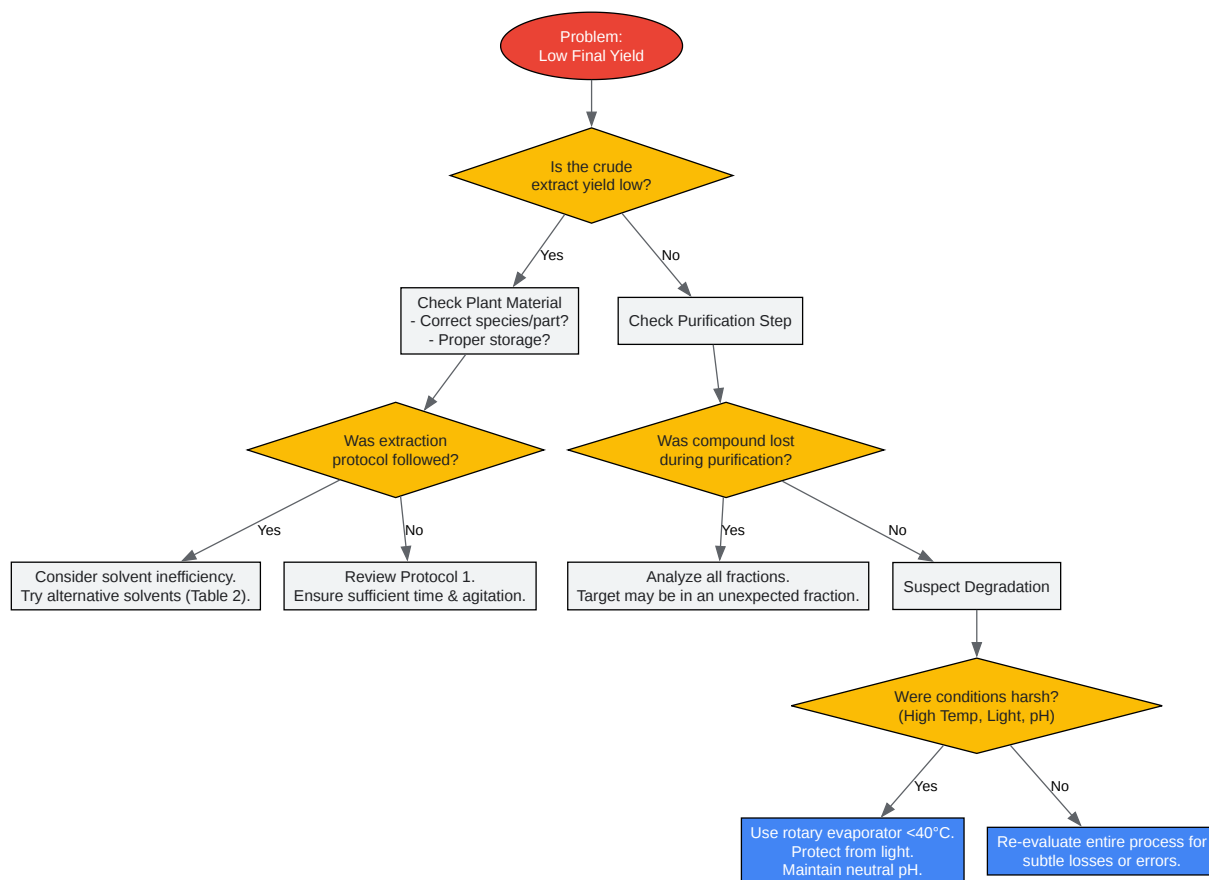 Problem:
Low Final Yield
Is the crude
extract yield low?
Yes
No
Check Plant Material
- Correct species/part?
- Proper storage?
Check Purification Step
Was extraction
protocol followed?
Was compound lost
during purification?
Yes
No
Yes
No
Consider solvent inefficiency.
Try alternative solvents (Table 2).
Review Protocol 1.
Ensure sufficient time & agitation.
Analyze all fractions.
Target may be in an unexpected fraction.
Suspect Degradation
Were conditions harsh?
(High Temp, Light, pH)
Yes
No
Use rotary evaporator <40°C.
Protect from light.
Maintain neutral pH.
Re-evaluate entire process for
subtle losses or errors.